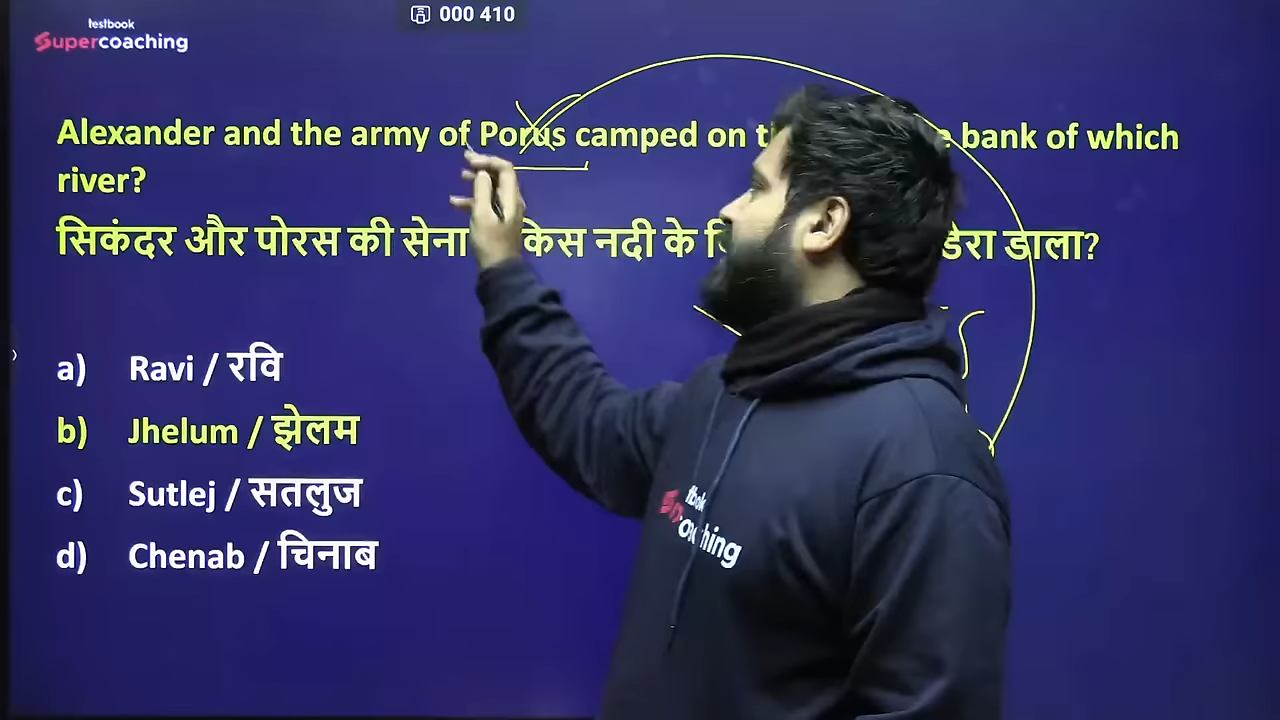 testbook
Supercoaching
000 410
Alexander and the army of Porus camped on bank of which
river?
सिकंदर और पोरस की सेना किस नदी के डेरा डाला?
a) Ravi / रवि
b) Jhelum / झेलम
c) Sutlej / सतलुज
d) Chenab / चिनाब
coaching